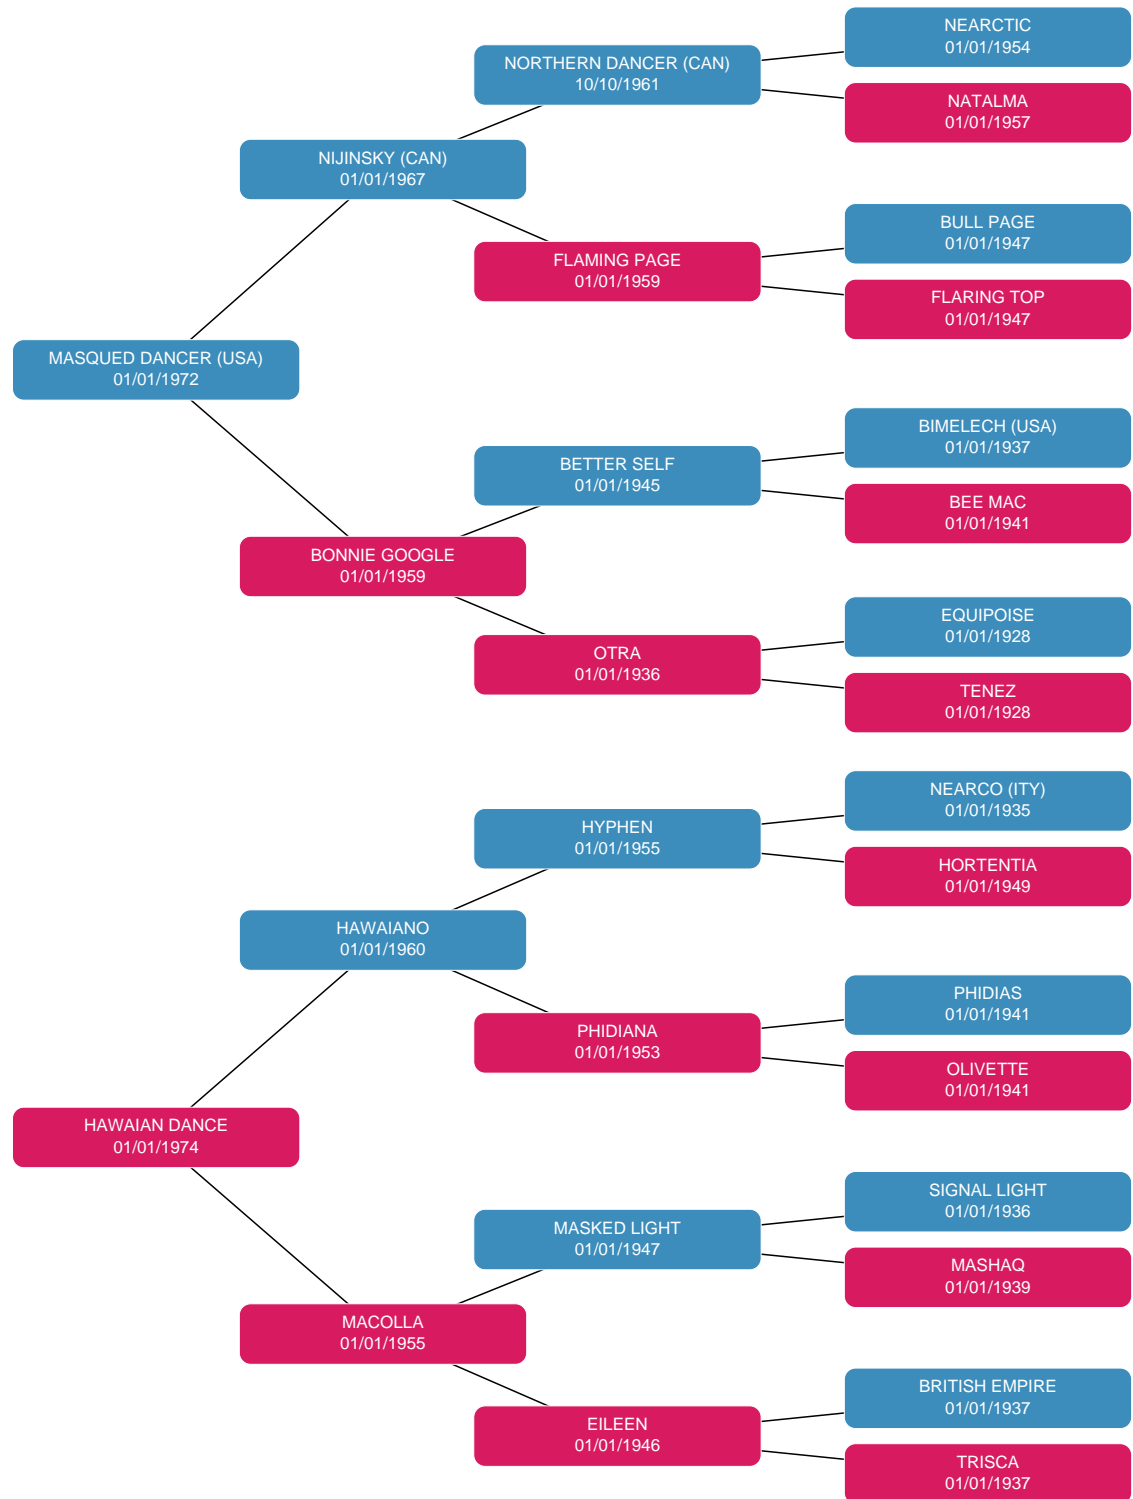 NEARCTIC
01/01/1954
NORTHERN DANCER (CAN)
10/10/1961
NATALMA
01/01/1957
NIJINSKY (CAN)
01/01/1967
BULL PAGE
01/01/1947
FLAMING PAGE
01/01/1959
FLARING TOP
01/01/1947
MASQUED DANCER (USA)
01/01/1972
BIMELECH (USA)
01/01/1937
BETTER SELF
01/01/1945
BEE MAC
01/01/1941
BONNIE GOOGLE
01/01/1959
EQUIPOISE
01/01/1928
OTRA
01/01/1936
TENEZ
01/01/1928
NEARCO (ITY)
01/01/1935
HYPHEN
01/01/1955
HORTENTIA
01/01/1949
HAWAIANO
01/01/1960
PHIDIAS
01/01/1941
PHIDIANA
01/01/1953
OLIVETTE
01/01/1941
HAWAIAN DANCE
01/01/1974
SIGNAL LIGHT
01/01/1936
MASKED LIGHT
01/01/1947
MASHAQ
01/01/1939
MACOLLA
01/01/1955
BRITISH EMPIRE
01/01/1937
EILEEN
01/01/1946
TRISCA
01/01/1937